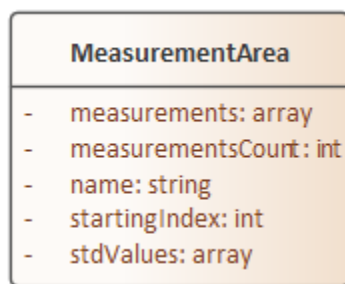 MeasurementArea
- measurements: array
- measurementsCount: int
- name: string
- startingIndex: int
- stdValues: array